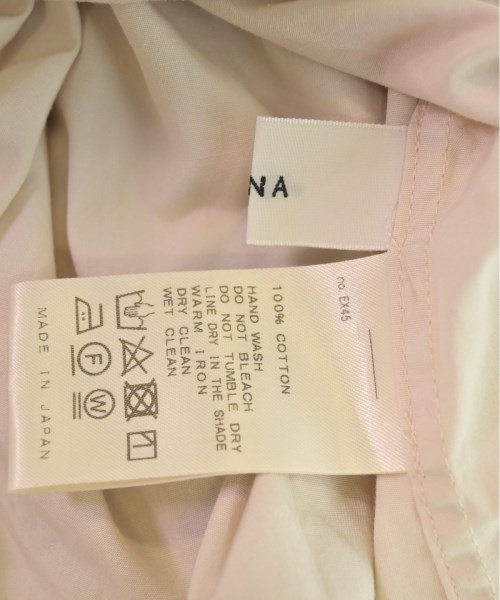 NA
no. EX45
100% COTTON
HAND WASH
DO NOT BLEACH
DO NOT TUMBLE DRY
LINE DRY IN THE SHADE
WARM IRON
DRY CLEAN
WET CLEAN
F
W
MADE IN JAPAN